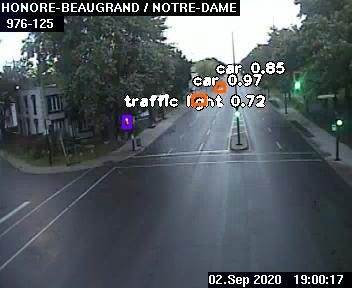 HONORE-BEAUGRAND / NOTRE-DAME
976-125
car 0.85
car 0.97
traffic light 0.72
02.Sep 2020 19:00:17